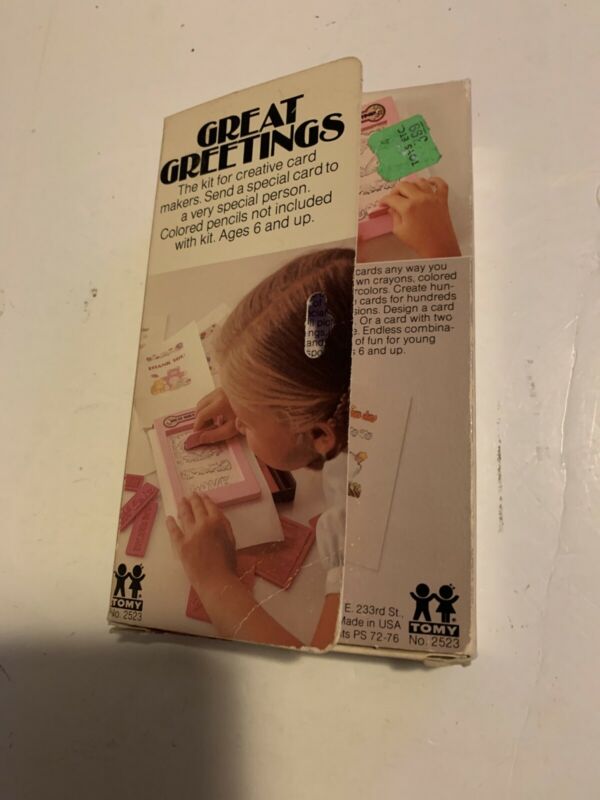 GREAT
GREETINGS
The kit for creative card
makers. Send a special card to
a very special person.
Colored pencils not included
with kit. Ages 6 and up.
THANK YOU
TOMY
No. 2523
cards any way you
wn crayons, colored
rcolors. Create hun-
cards for hundreds
sions. Design a card
. Or a card with two
e. Endless combina-
of fun for young
s 6 and up.
E. 233rd St.,
Made in USA
ts PS 72-76
TOMY
No. 2523